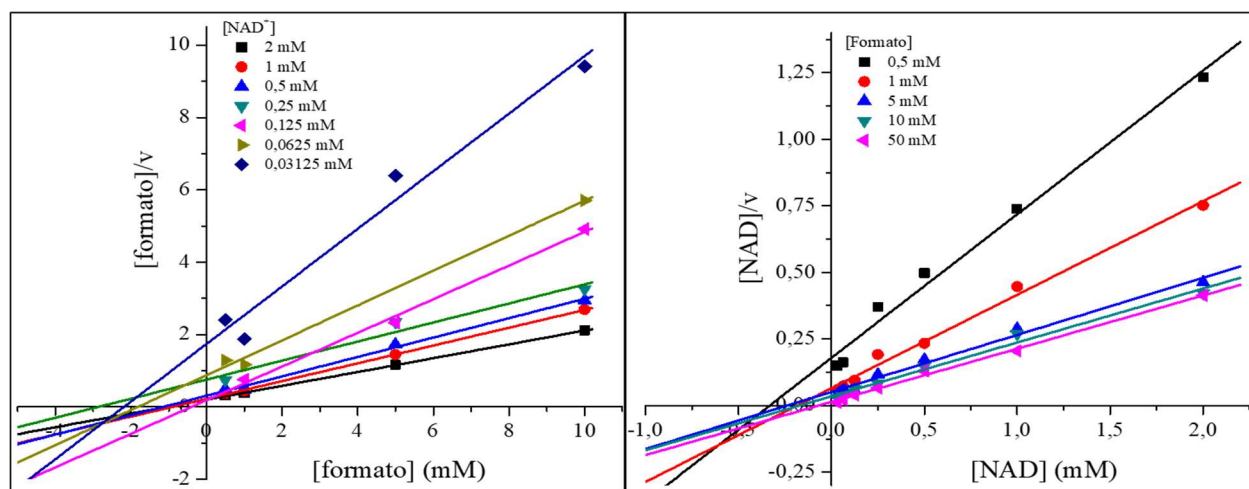 [NAD⁺]
2 mM
1 mM
0,5 mM
0,25 mM
0,125 mM
0,0625 mM
0,03125 mM
10
8
6
4
2
0
-2
[formato]/v
-4
0
2
4
6
8
10
[formato] (mM)
[Formato]
0,5 mM
1 mM
5 mM
10 mM
50 mM
1,25
1,00
0,75
0,50
0,25
0,00
-0,25
[NAD]/v
-1,0
-0,5
0,0
0,5
1,0
1,5
2,0
[NAD] (mM)